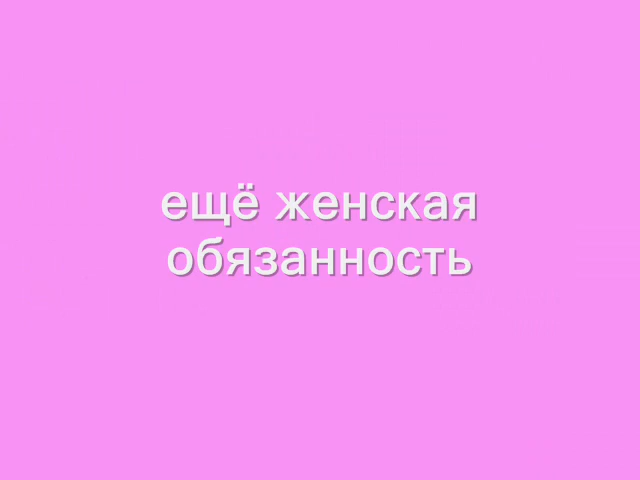 ещё женская
обязанность